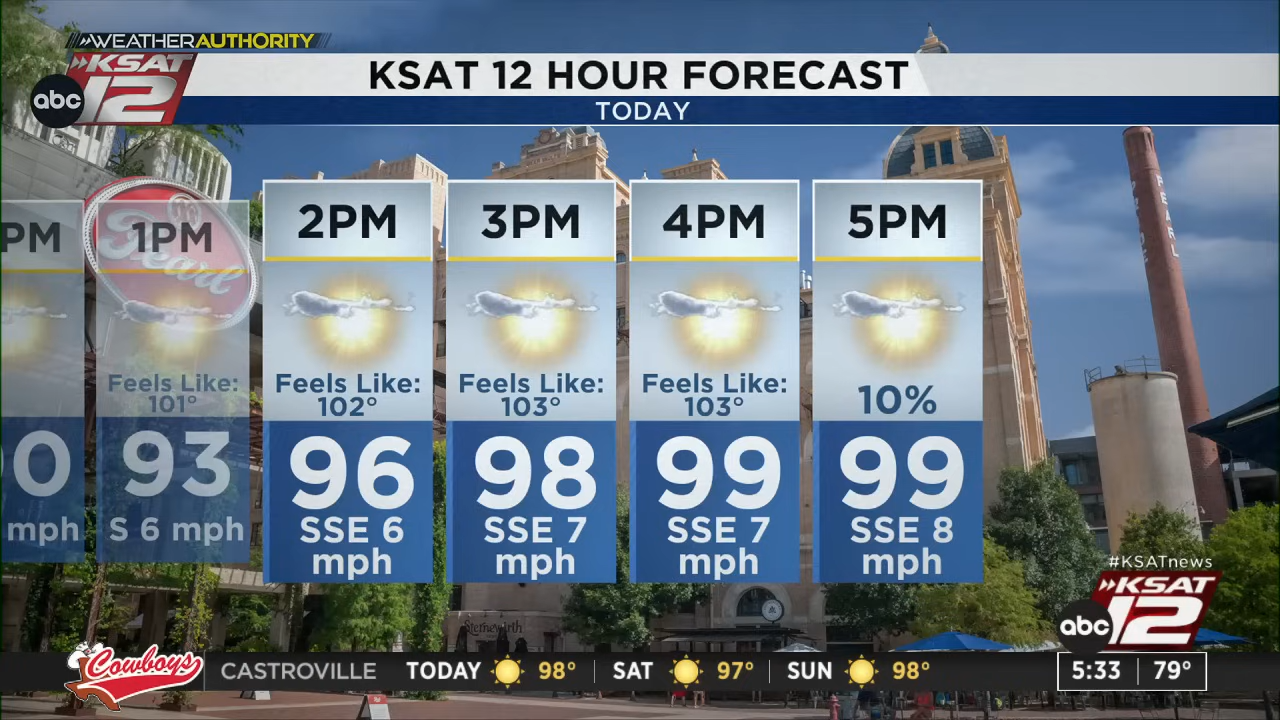 WEATHERAUTHORITY
KSAT
abc 12
KSAT 12 HOUR FORECAST
TODAY
PM
0
mph
Pearl
1PM
Feels Like:
101°
93
S 6 mph
2PM
Feels Like:
102°
96
SSE 6
mph
3PM
Feels Like:
103°
98
SSE 7
mph
4PM
Feels Like:
103°
99
SSE 7
mph
5PM
10%
99
SSE 8
mph
PEARL
#KSATnews
KSAT
abc 12
Cowboys
CASTROVILLE TODAY 98° SAT 97° SUN 98°
5:33 79°